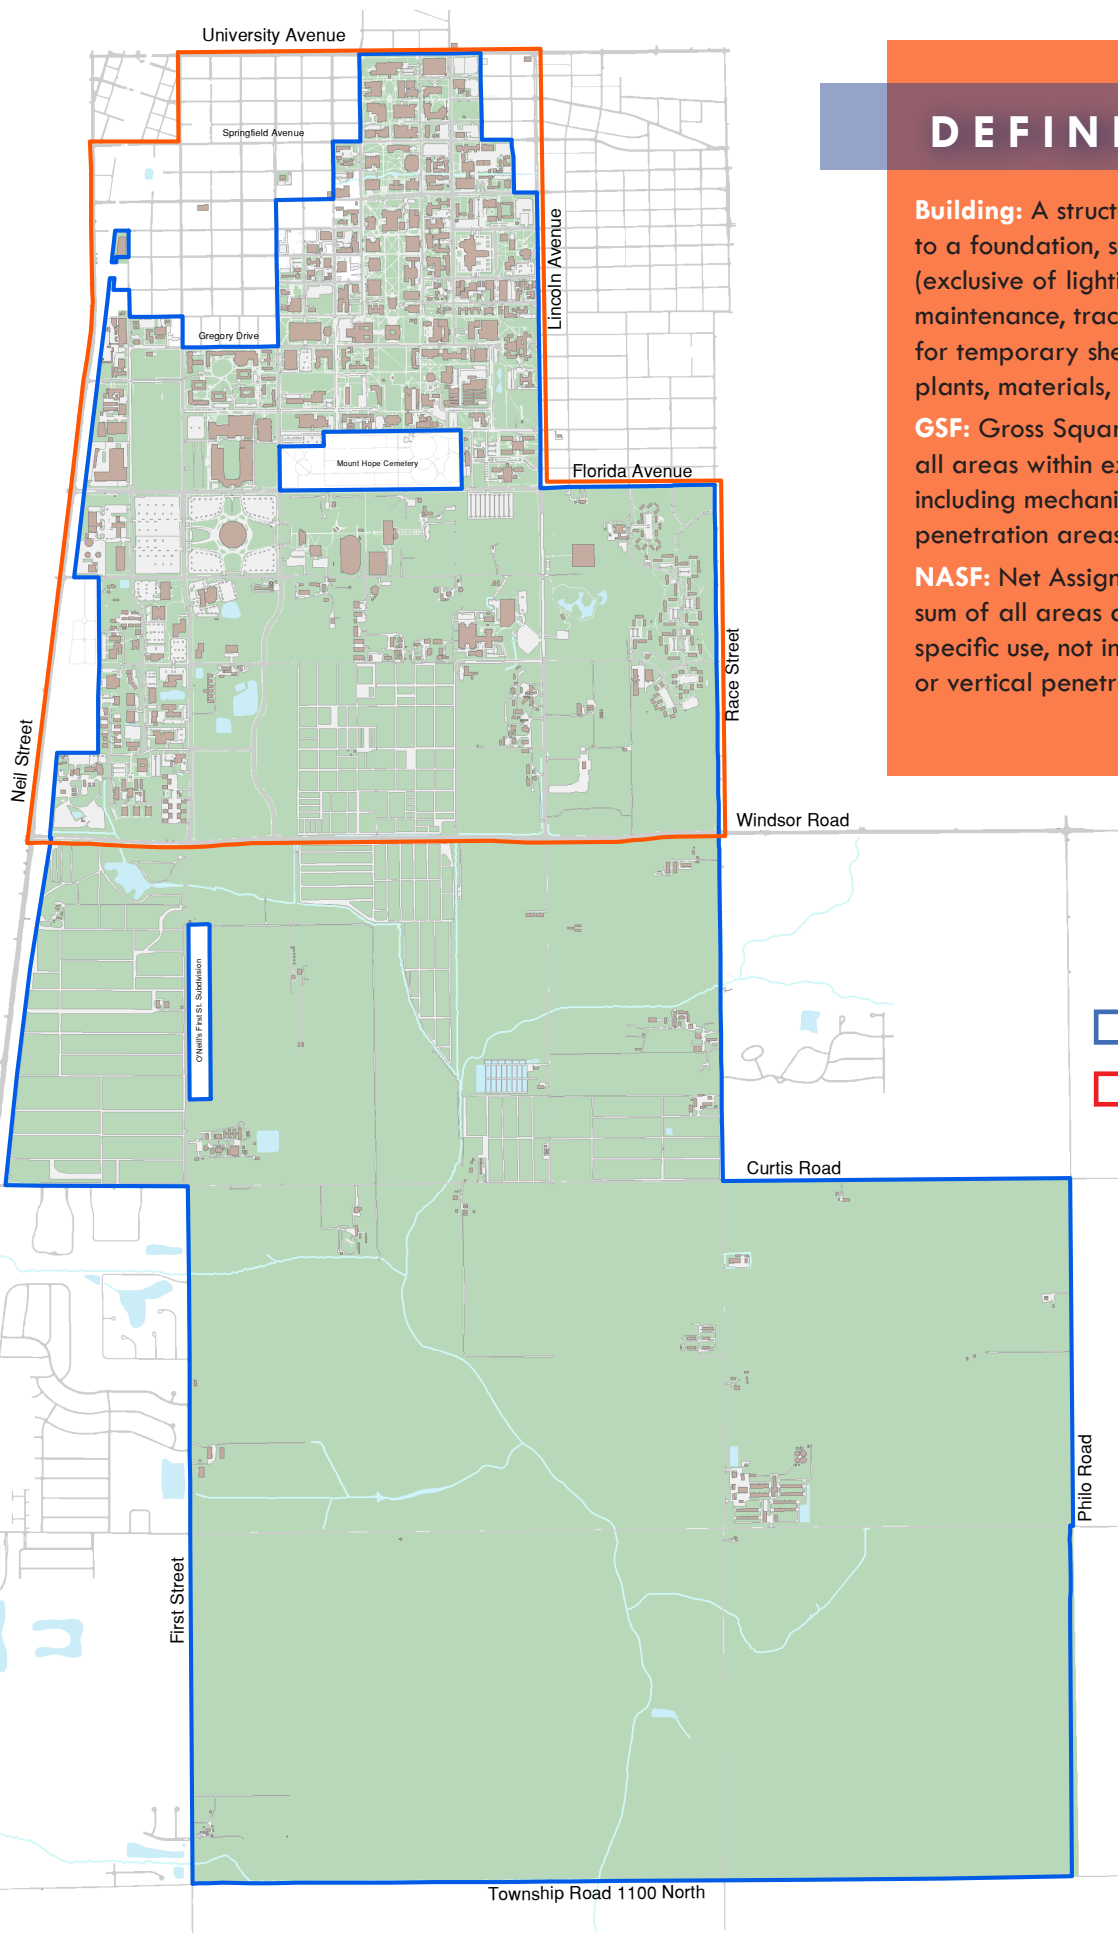 University Avenue
Springfield Avenue
Lincoln Avenue
Gregory Drive
Mount Hope Cemetery
Florida Avenue
Race Street
Neil Street
Windsor Road
O'Neill's First St. Subdivision
Curtis Road
Philo Road
First Street
Township Road 1100 North
DEFIN
Building: A struct
to a foundation, s
(exclusive of lighti
maintenance, trac
for temporary she
plants, materials,
GSF: Gross Squar
all areas within ex
including mechani
penetration areas
NASF: Net Assign
sum of all areas
specific use, not in
or vertical penetr